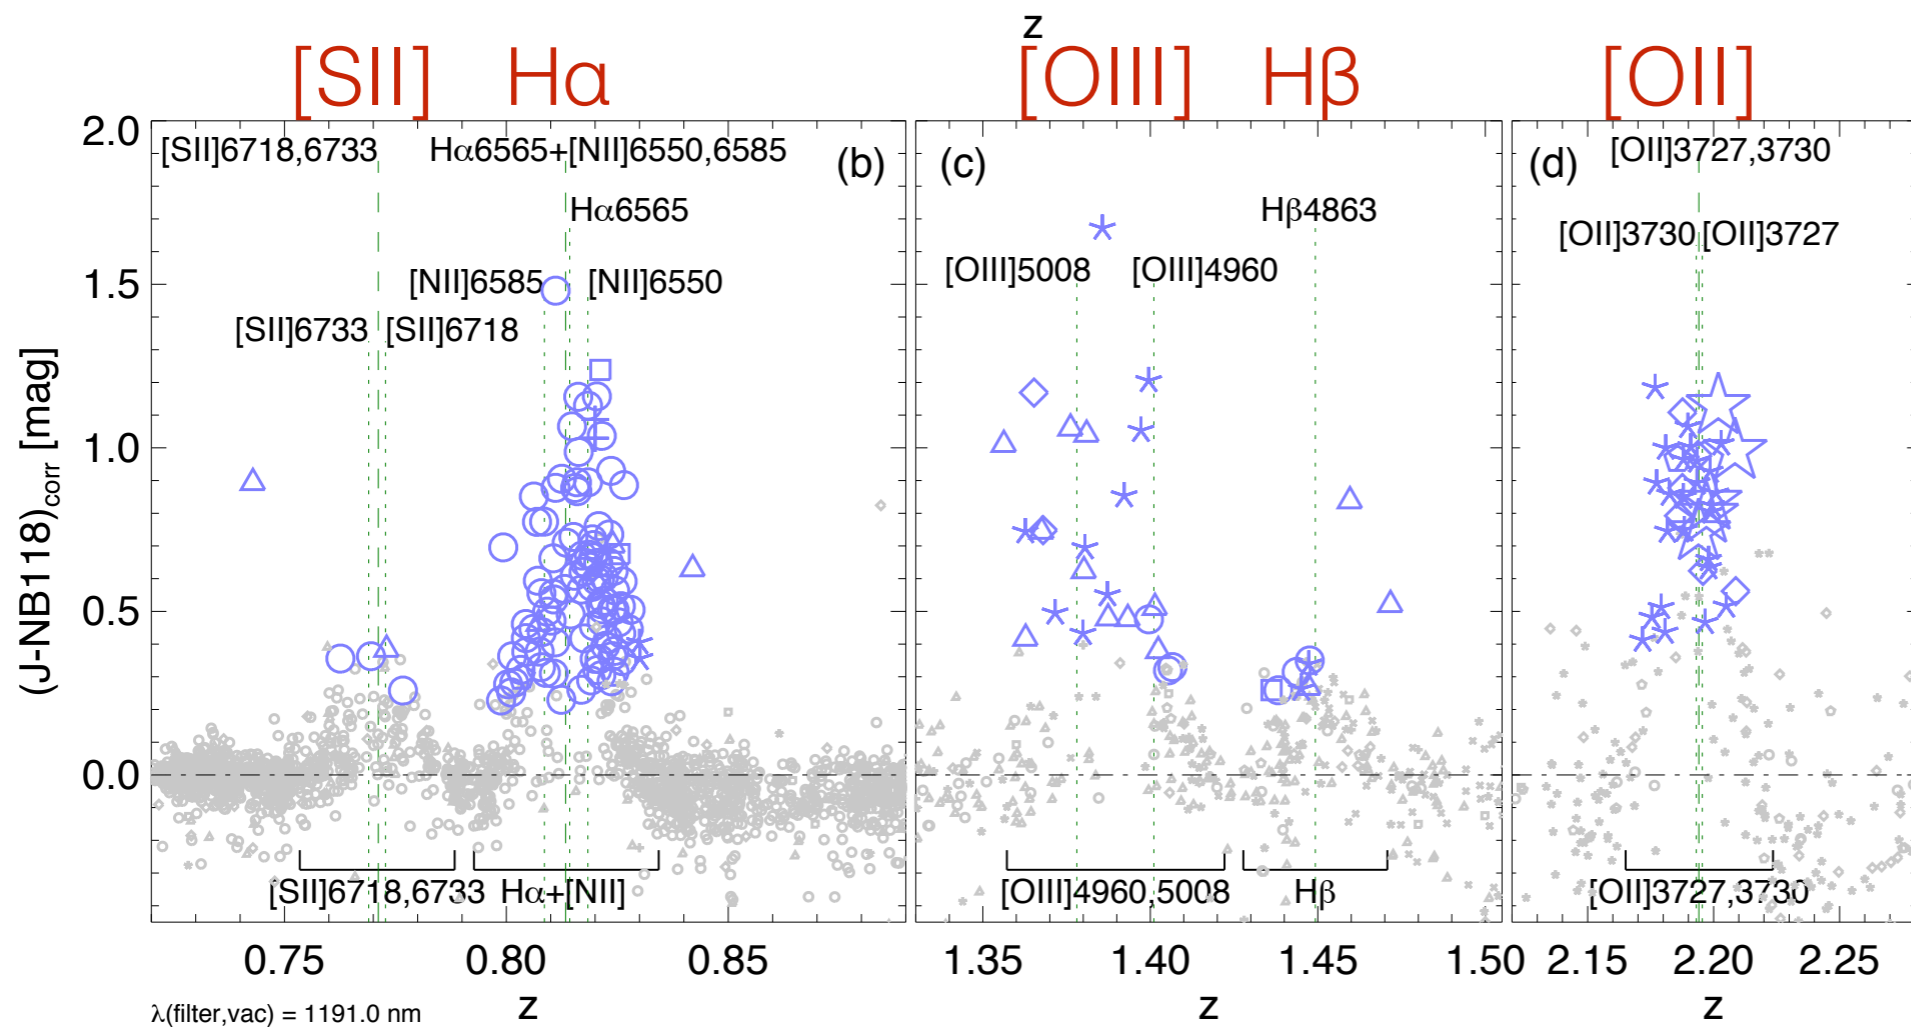 z
[SII] Hα [OIII] Hβ [OII]
2.0
[SII]6718,6733 Hα6565+[NII]6550,6585 (b) (c) [OII]3727,3730 (d)
Hα6565 Hβ4863
[OII]3730 [OII]3727
[OIII]5008 [OIII]4960
1.5 [NII]6585 [NII]6550
[SII]6733 [SII]6718
1.0
0.5
0.0
(J-NB118)corr [mag]
[SII]6718,6733 Hα+[NII] [OIII]4960,5008 Hβ [OII]3727,3730
0.75 0.80 0.85 1.35 1.40 1.45 1.50 2.15 2.20 2.25
z z z
λ(filter,vac) = 1191.0 nm